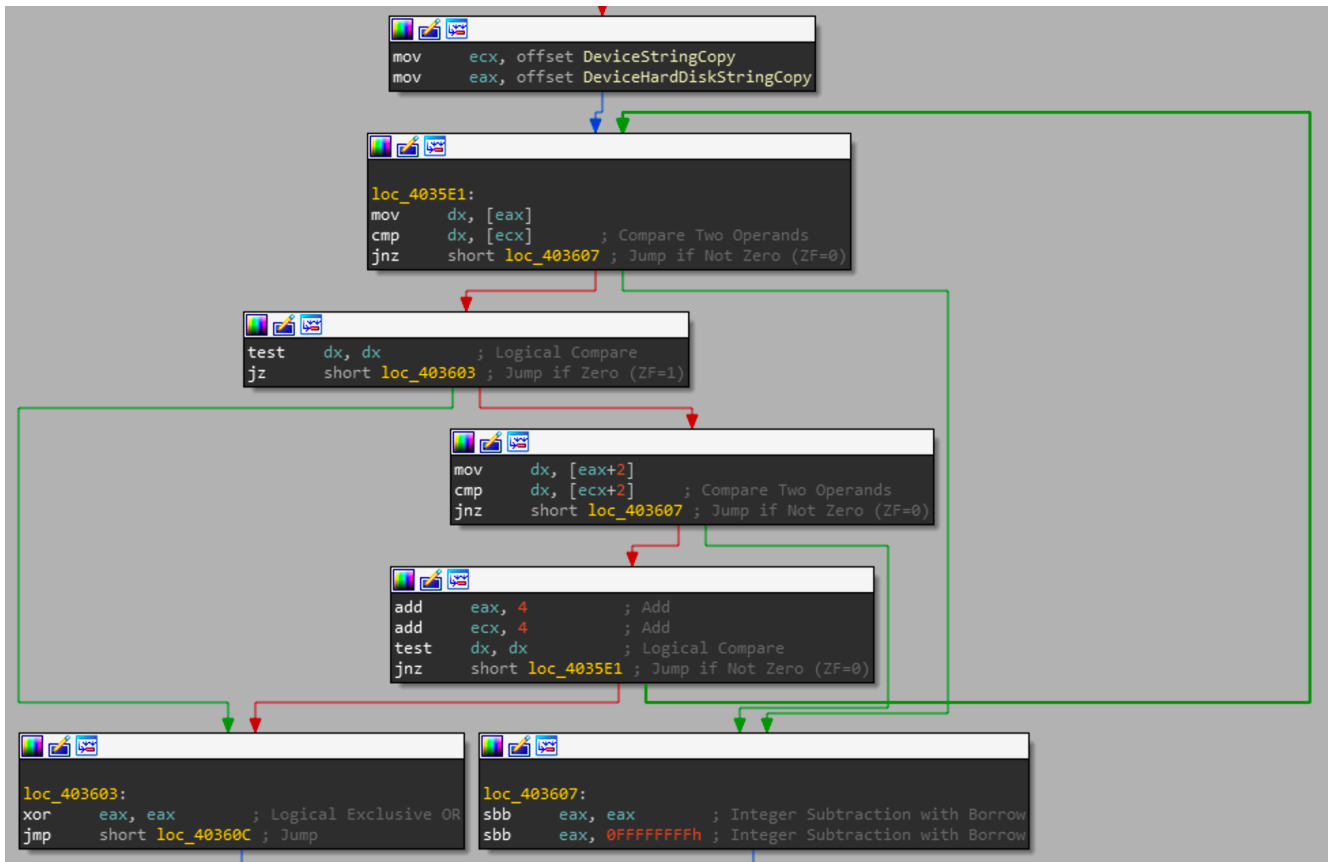 mov ecx, offset DeviceStringCopy
mov eax, offset DeviceHardDiskStringCopy
loc_4035E1:
mov dx, [eax]
cmp dx, [ecx] ; Compare Two Operands
jnz short loc_403607 ; Jump if Not Zero (ZF=0)
test dx, dx ; Logical Compare
jz short loc_403603 ; Jump if Zero (ZF=1)
mov dx, [eax+2]
cmp dx, [ecx+2] ; Compare Two Operands
jnz short loc_403607 ; Jump if Not Zero (ZF=0)
add eax, 4 ; Add
add ecx, 4 ; Add
test dx, dx ; Logical Compare
jnz short loc_4035E1 ; Jump if Not Zero (ZF=0)
loc_403603:
xor eax, eax ; Logical Exclusive OR
jmp short loc_40360C ; Jump
loc_403607:
sbb eax, eax ; Integer Subtraction with Borrow
sbb eax, 0FFFFFFFFh ; Integer Subtraction with Borrow